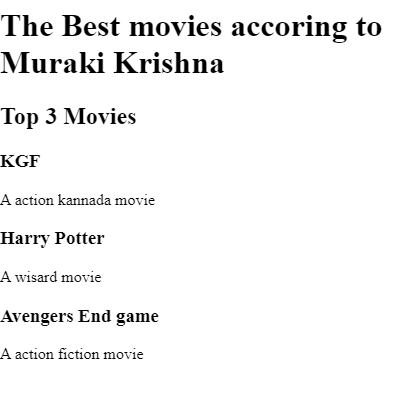 The Best movies accoring to
Muraki Krishna
Top 3 Movies
KGF
A action kannada movie
Harry Potter
A wisard movie
Avengers End game
A action fiction movie